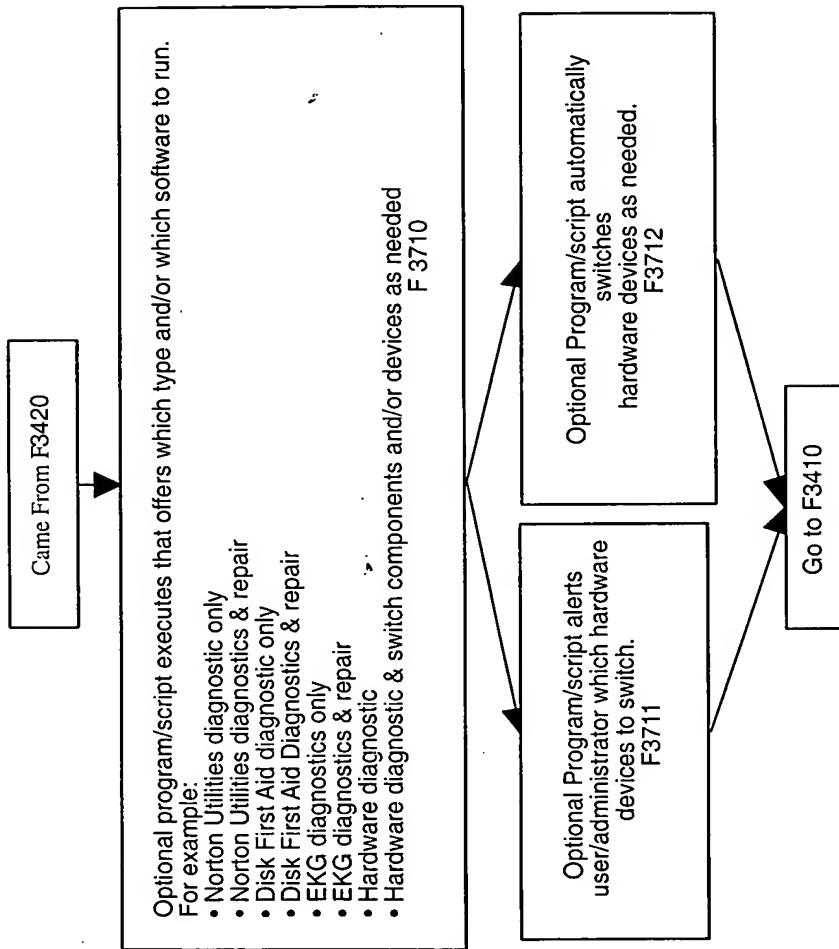 Came From F3420
Optional program/script executes that offers which type and/or which software to run.
For example:
• Norton Utilities diagnostic only
• Norton Utilities diagnostics & repair
• Disk First Aid diagnostic only
• Disk First Aid Diagnostics & repair
• EKG diagnostics only
• EKG diagnostics & repair
• Hardware diagnostic
• Hardware diagnostic & switch components and/or devices as needed
F 3710
Optional Program/script alerts
user/administrator which hardware
devices to switch.
F3711
Optional Program/script automatically
switches
hardware devices as needed.
F3712
Go to F3410